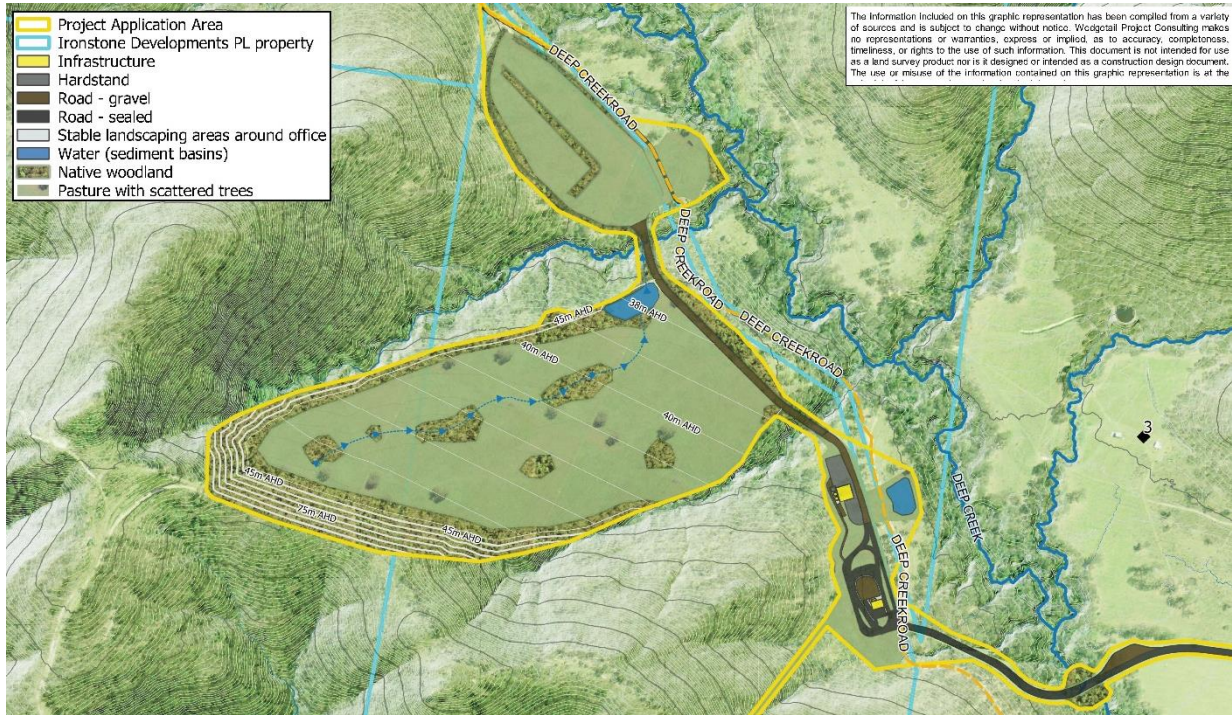 Project Application Area
Ironstone Developments PL property
Infrastructure
Hardstand
Road - gravel
Road - sealed
Stable landscaping areas around office
Water (sediment basins)
Native woodland
Pasture with scattered trees
The information included on this graphic representation has been compiled from a variety
of sources and is subject to change without notice. Wedgetail Project Consulting makes
no representations or warranties, express or implied, as to accuracy, completeness,
timeliness, or rights to the use of such information. This document is not intended for use
as a land survey product nor is it designed or intended as a construction design document.
The use or misuse of the information contained on this graphic representation is at the
DEEP CREEKROAD
DEEP CREEKROAD
DEEP CREEKROAD
38m AHD
45m AHD
40m AHD
40m AHD
3
45m AHD
75m AHD
45m AHD
DEEP CREEK
DEEP CREEKROAD